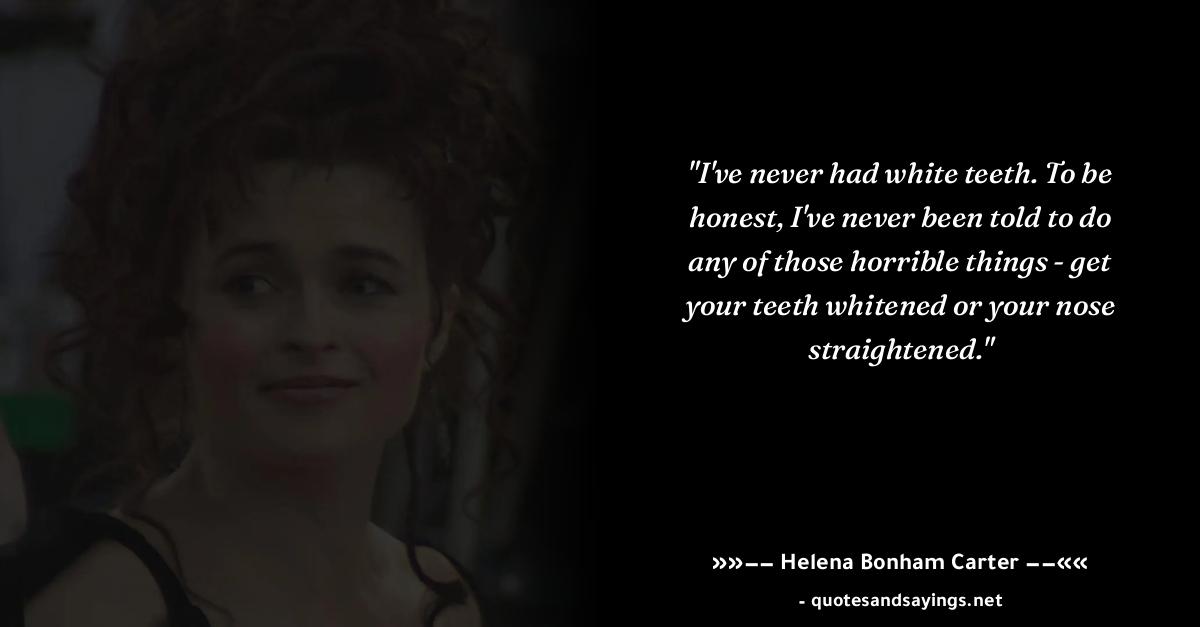 "I've never had white teeth. To be
honest, I've never been told to do
any of those horrible things - get
your teeth whitened or your nose
straightened."
»»–– Helena Bonham Carter ––««
- quotesandsayings.net